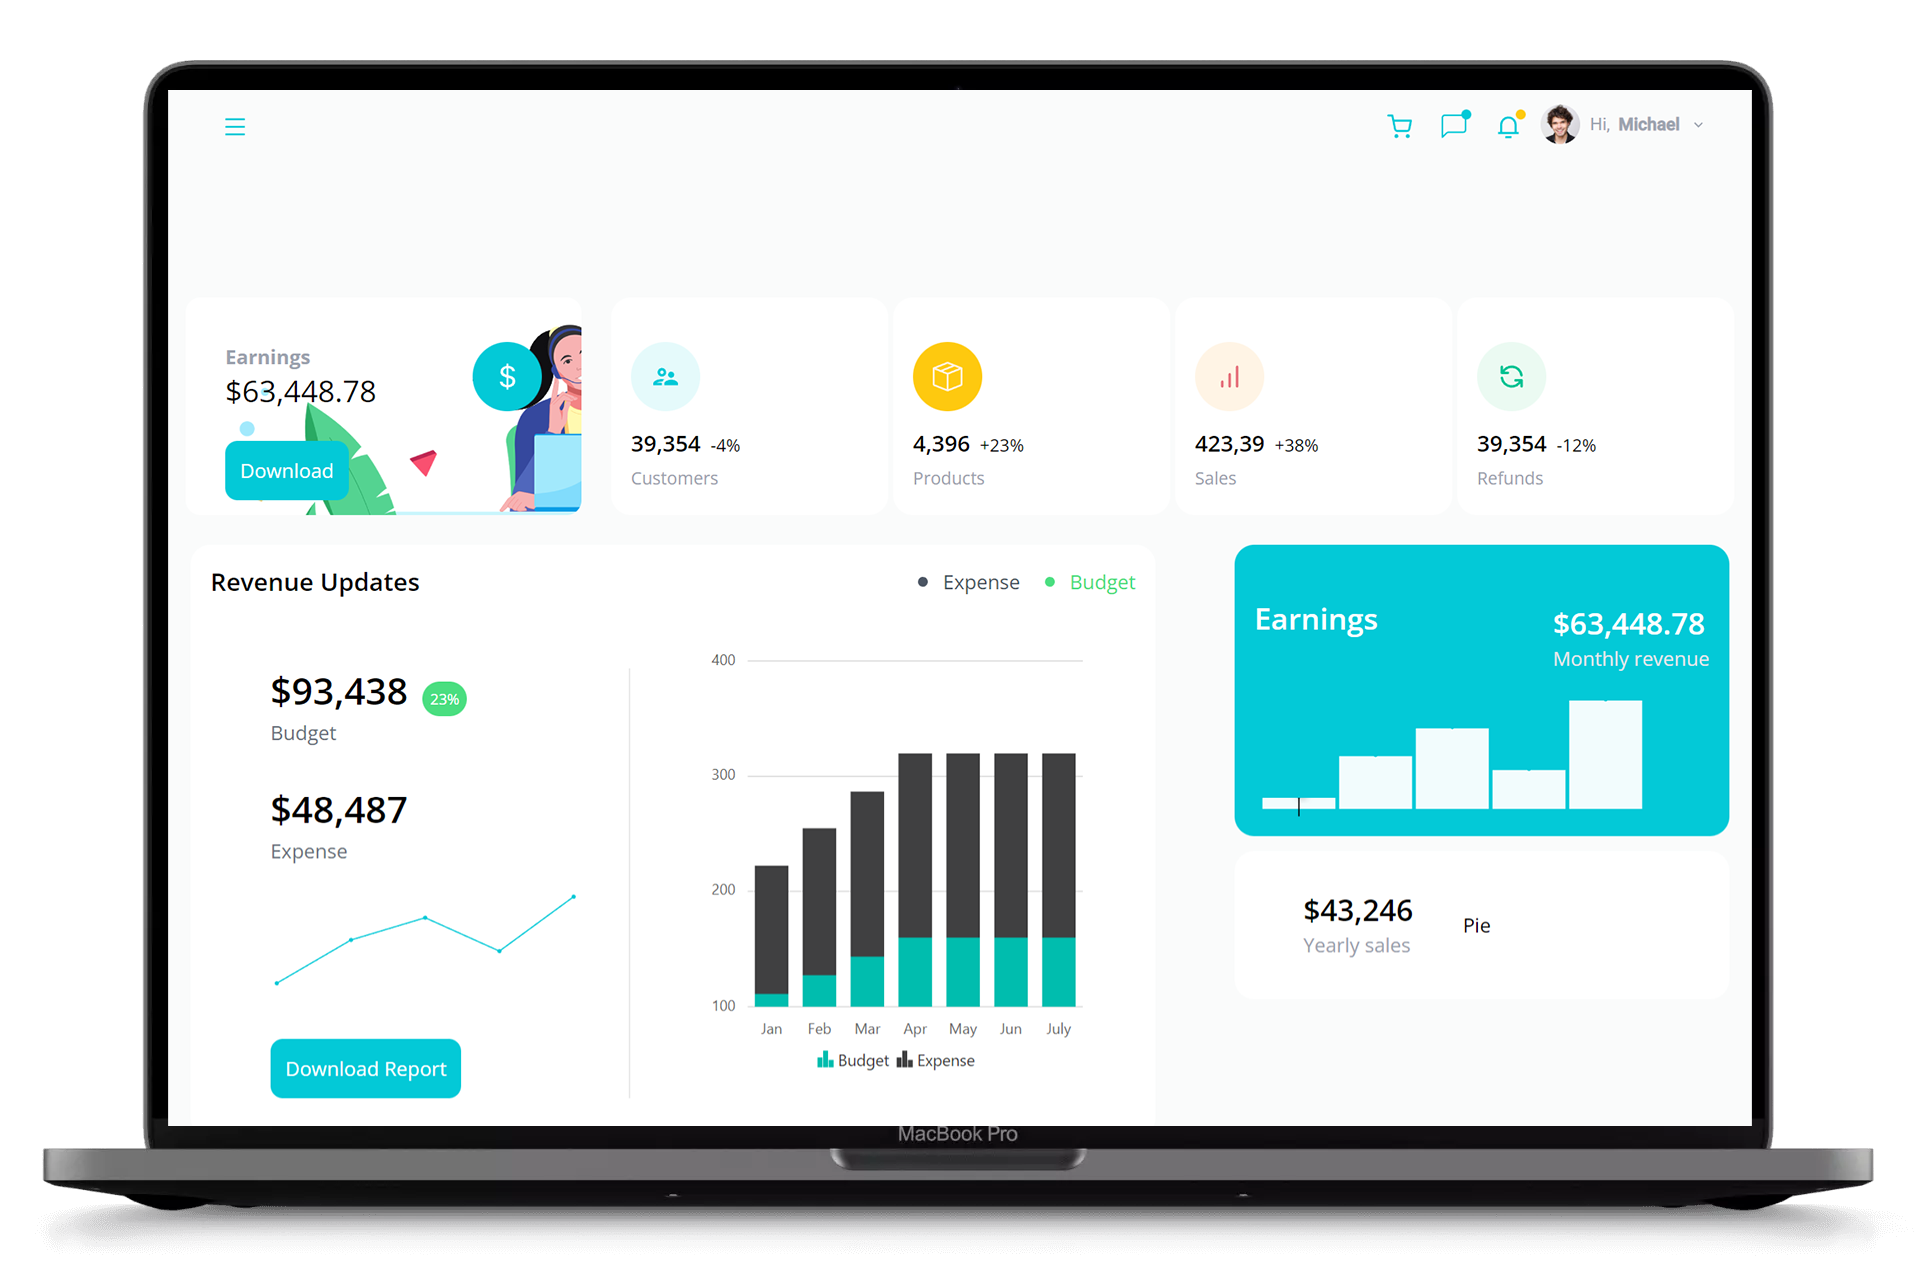 Hi, Michael
Earnings
$63,448.78
$
Download
39,354 -4%
Customers
4,396 +23%
Products
423,39 +38%
Sales
39,354 -12%
Refunds
Revenue Updates
Expense
Budget
$93,438 23%
Budget
$48,487
Expense
Download Report
400
300
200
100
Jan Feb Mar Apr May Jun July
Budget Expense
Earnings
$63,448.78
Monthly revenue
$43,246
Yearly sales
Pie
MacBook Pro